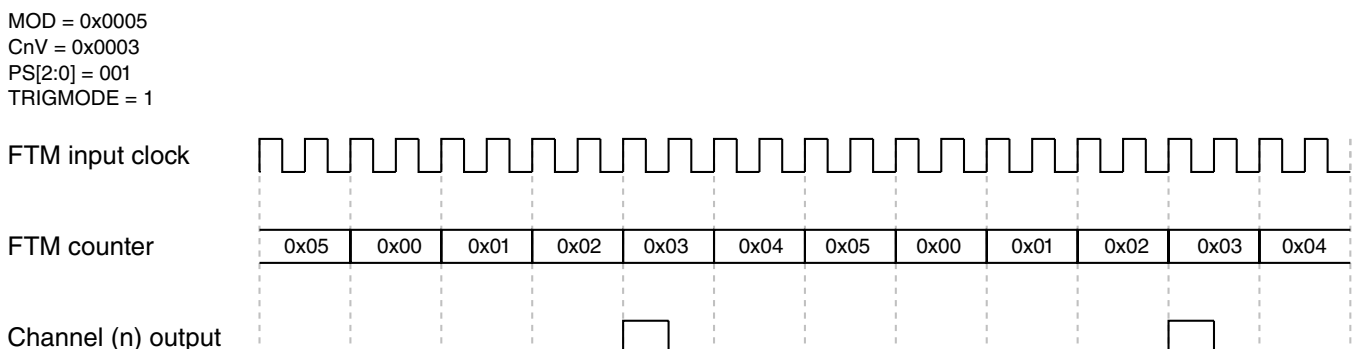 MOD = 0x0005
CnV = 0x0003
PS[2:0] = 001
TRIGMODE = 1
FTM input clock
FTM counter 0x05 0x00 0x01 0x02 0x03 0x04 0x05 0x00 0x01 0x02 0x03 0x04
Channel (n) output